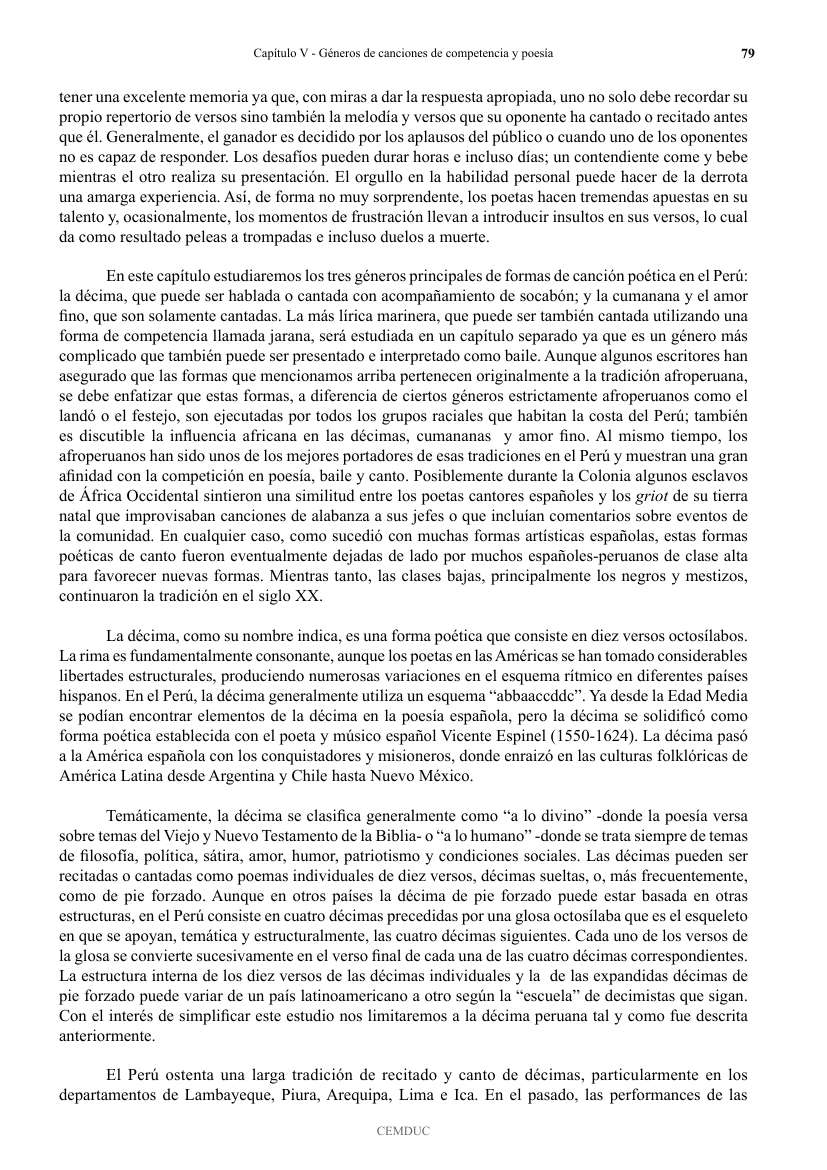 Capítulo V - Géneros de canciones de competencia y poesía 79
tener una excelente memoria ya que, con miras a dar la respuesta apropiada, uno no solo debe recordar su
propio repertorio de versos sino también la melodía y versos que su oponente ha cantado o recitado antes
que él. Generalmente, el ganador es decidido por los aplausos del público o cuando uno de los oponentes
no es capaz de responder. Los desafíos pueden durar horas e incluso días; un contendiente come y bebe
mientras el otro realiza su presentación. El orgullo en la habilidad personal puede hacer de la derrota
una amarga experiencia. Así, de forma no muy sorprendente, los poetas hacen tremendas apuestas en su
talento y, ocasionalmente, los momentos de frustración llevan a introducir insultos en sus versos, lo cual
da como resultado peleas a trompadas e incluso duelos a muerte.
En este capítulo estudiaremos los tres géneros principales de formas de canción poética en el Perú:
la décima, que puede ser hablada o cantada con acompañamiento de socabón; y la cumanana y el amor
fino, que son solamente cantadas. La más lírica marinera, que puede ser también cantada utilizando una
forma de competencia llamada jarana, será estudiada en un capítulo separado ya que es un género más
complicado que también puede ser presentado e interpretado como baile. Aunque algunos escritores han
asegurado que las formas que mencionamos arriba pertenecen originalmente a la tradición afroperuana,
se debe enfatizar que estas formas, a diferencia de ciertos géneros estrictamente afroperuanos como el
landó o el festejo, son ejecutadas por todos los grupos raciales que habitan la costa del Perú; también
es discutible la influencia africana en las décimas, cumananas y amor fino. Al mismo tiempo, los
afroperuanos han sido unos de los mejores portadores de esas tradiciones en el Perú y muestran una gran
afinidad con la competición en poesía, baile y canto. Posiblemente durante la Colonia algunos esclavos
de África Occidental sintieron una similitud entre los poetas cantores españoles y los griot de su tierra
natal que improvisaban canciones de alabanza a sus jefes o que incluían comentarios sobre eventos de
la comunidad. En cualquier caso, como sucedió con muchas formas artísticas españolas, estas formas
poéticas de canto fueron eventualmente dejadas de lado por muchos españoles-peruanos de clase alta
para favorecer nuevas formas. Mientras tanto, las clases bajas, principalmente los negros y mestizos,
continuaron la tradición en el siglo XX.
La décima, como su nombre indica, es una forma poética que consiste en diez versos octosílabos.
La rima es fundamentalmente consonante, aunque los poetas en las Américas se han tomado considerables
libertades estructurales, produciendo numerosas variaciones en el esquema rítmico en diferentes países
hispanos. En el Perú, la décima generalmente utiliza un esquema “abbaaccddc”. Ya desde la Edad Media
se podían encontrar elementos de la décima en la poesía española, pero la décima se solidificó como
forma poética establecida con el poeta y músico español Vicente Espinel (1550-1624). La décima pasó
a la América española con los conquistadores y misioneros, donde enraizó en las culturas folklóricas de
América Latina desde Argentina y Chile hasta Nuevo México.
Temáticamente, la décima se clasifica generalmente como “a lo divino” -donde la poesía versa
sobre temas del Viejo y Nuevo Testamento de la Biblia- o “a lo humano” -donde se trata siempre de temas
de filosofía, política, sátira, amor, humor, patriotismo y condiciones sociales. Las décimas pueden ser
recitadas o cantadas como poemas individuales de diez versos, décimas sueltas, o, más frecuentemente,
como de pie forzado. Aunque en otros países la décima de pie forzado puede estar basada en otras
estructuras, en el Perú consiste en cuatro décimas precedidas por una glosa octosílaba que es el esqueleto
en que se apoyan, temática y estructuralmente, las cuatro décimas siguientes. Cada uno de los versos de
la glosa se convierte sucesivamente en el verso final de cada una de las cuatro décimas correspondientes.
La estructura interna de los diez versos de las décimas individuales y la de las expandidas décimas de
pie forzado puede variar de un país latinoamericano a otro según la “escuela” de decimistas que sigan.
Con el interés de simplificar este estudio nos limitaremos a la décima peruana tal y como fue descrita
anteriormente.
El Perú ostenta una larga tradición de recitado y canto de décimas, particularmente en los
departamentos de Lambayeque, Piura, Arequipa, Lima e Ica. En el pasado, las performances de las
CEMDUC